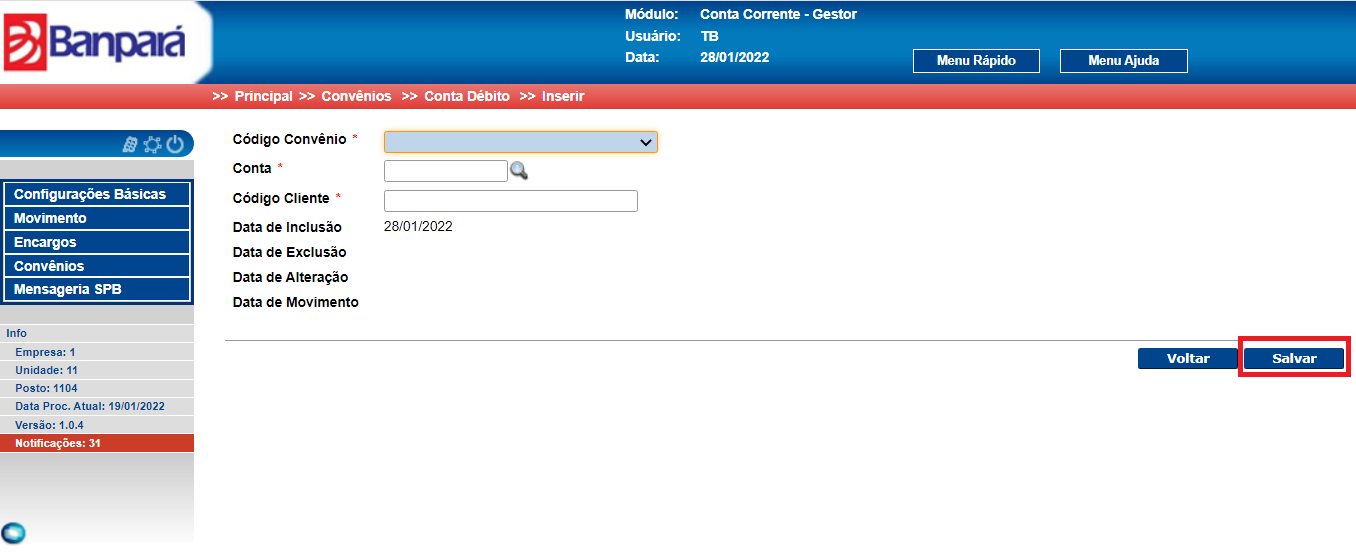 Banpará
Módulo: Conta Corrente - Gestor
Usuário: TB
Data: 28/01/2022
Menu Rápido Menu Ajuda
>> Principal >> Convênios >> Conta Débito >> Inserir
Código Convênio *
Conta *
Código Cliente *
Data de Inclusão 28/01/2022
Data de Exclusão
Data de Alteração
Data de Movimento
Voltar Salvar
Configurações Básicas
Movimento
Encargos
Convênios
Mensageria SPB
Info
Empresa: 1
Unidade: 11
Posto: 1104
Data Proc. Atual: 19/01/2022
Versão: 1.0.4
Notificações: 31